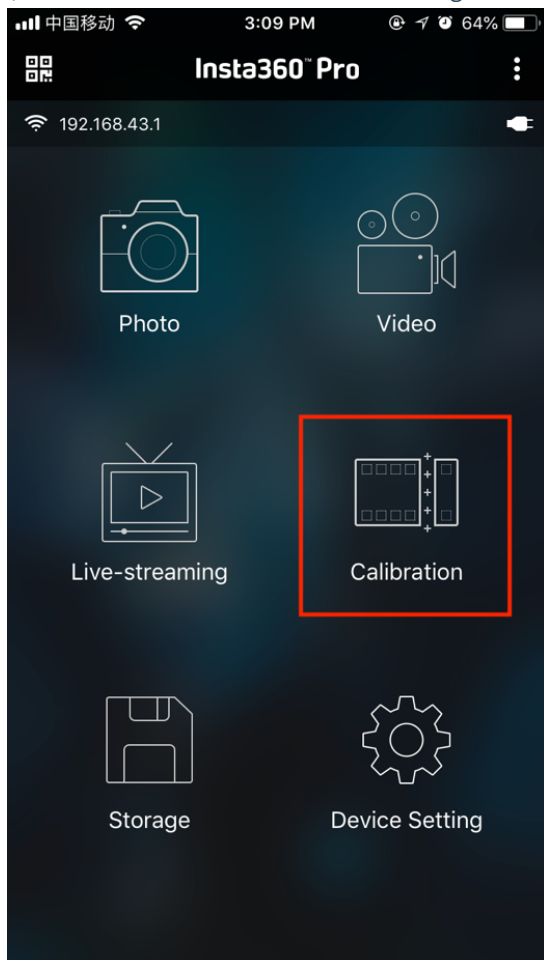 中国移动 3:09 PM 64%
Insta360™ Pro
192.168.43.1
Photo Video
Live-streaming Calibration
Storage Device Setting